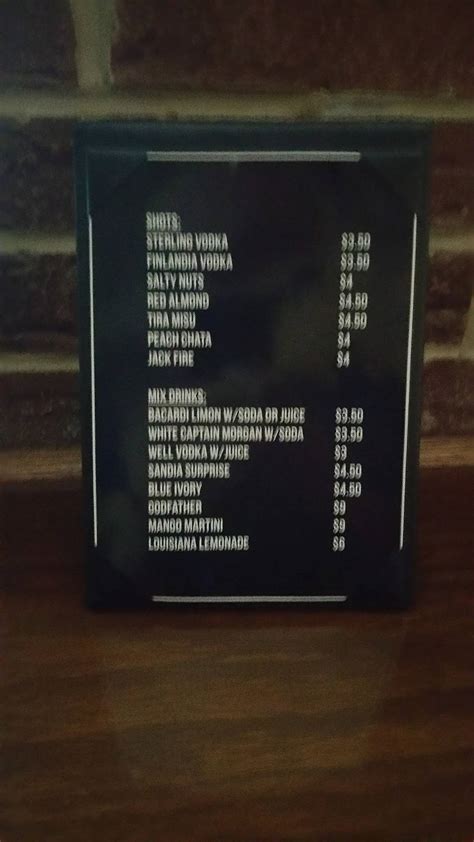 SHOTS:
STERLING VODKA $3.50
FINLANDIA VODKA $3.50
SALTY NUTS $4
RED ALMOND $4.50
TIRA MISU $4.50
PEACH CHATA $4
JACK FIRE $4
MIX DRINKS:
BACARD LIMON W/SODA OR JUICE $3.50
WHITE CAPTAIN MORGAN W/SODA $3.50
WELL VODKA W/JUICE $3
SANDIA SURPRISE $4.50
BLUE IVORY $4.50
GODFATHER $9
MANGO MARTINI $9
LOUISIANA LEMONADE $6